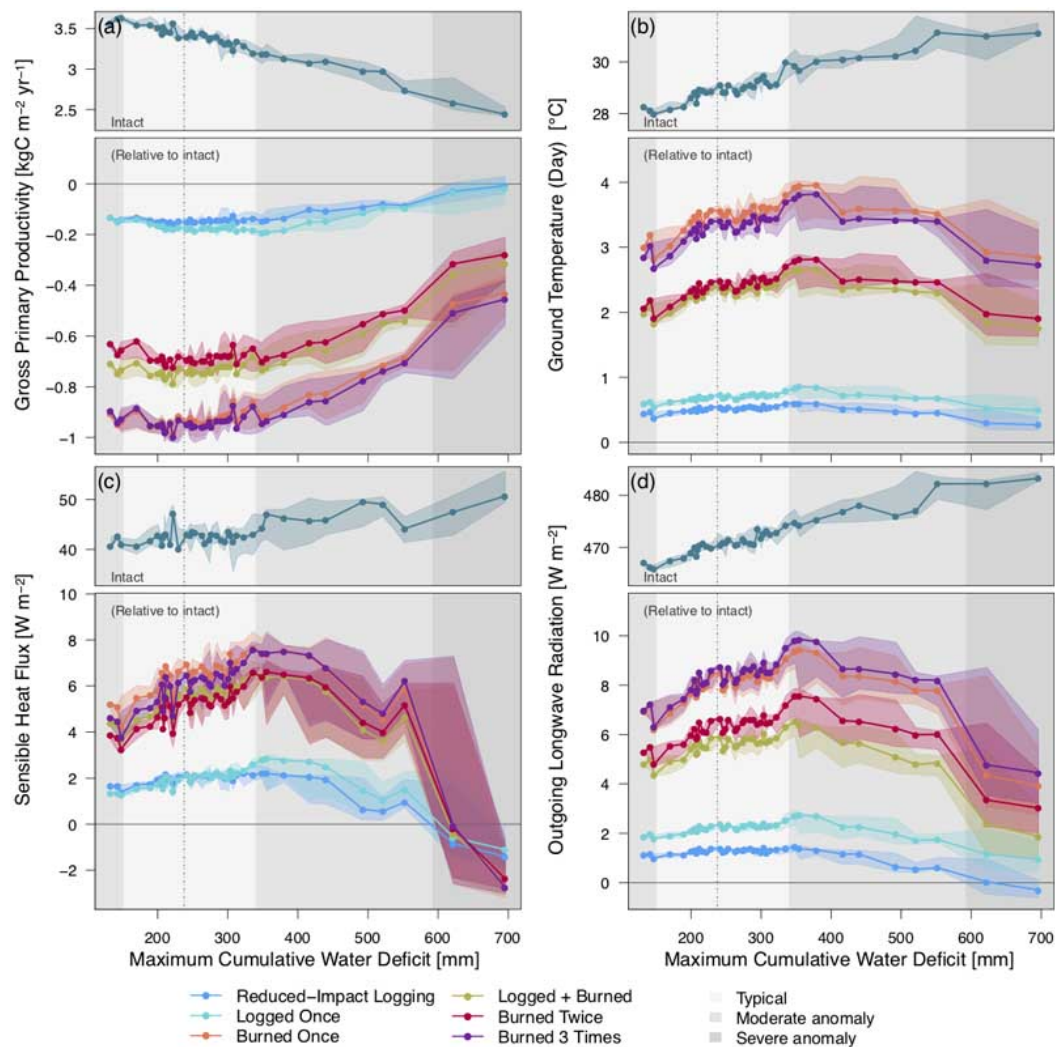 (a)
3.5
3
2.5
Intact
(Relative to intact)
0
−0.2
−0.4
−0.6
−0.8
−1
Gross Primary Productivity [kgC m−2 yr−1]
(b)
30
28
Intact
(Relative to intact)
4
3
2
1
0
Ground Temperature (Day) [°C]
(c)
50
40
Intact
(Relative to intact)
10
8
6
4
2
0
−2
Sensible Heat Flux [W m−2]
200 300 400 500 600 700
Maximum Cumulative Water Deficit [mm]
(d)
480
470
Intact
(Relative to intact)
10
8
6
4
2
0
Outgoing Longwave Radiation [W m−2]
200 300 400 500 600 700
Maximum Cumulative Water Deficit [mm]
Reduced−Impact Logging
Logged Once
Burned Once
Logged + Burned
Burned Twice
Burned 3 Times
Typical
Moderate anomaly
Severe anomaly